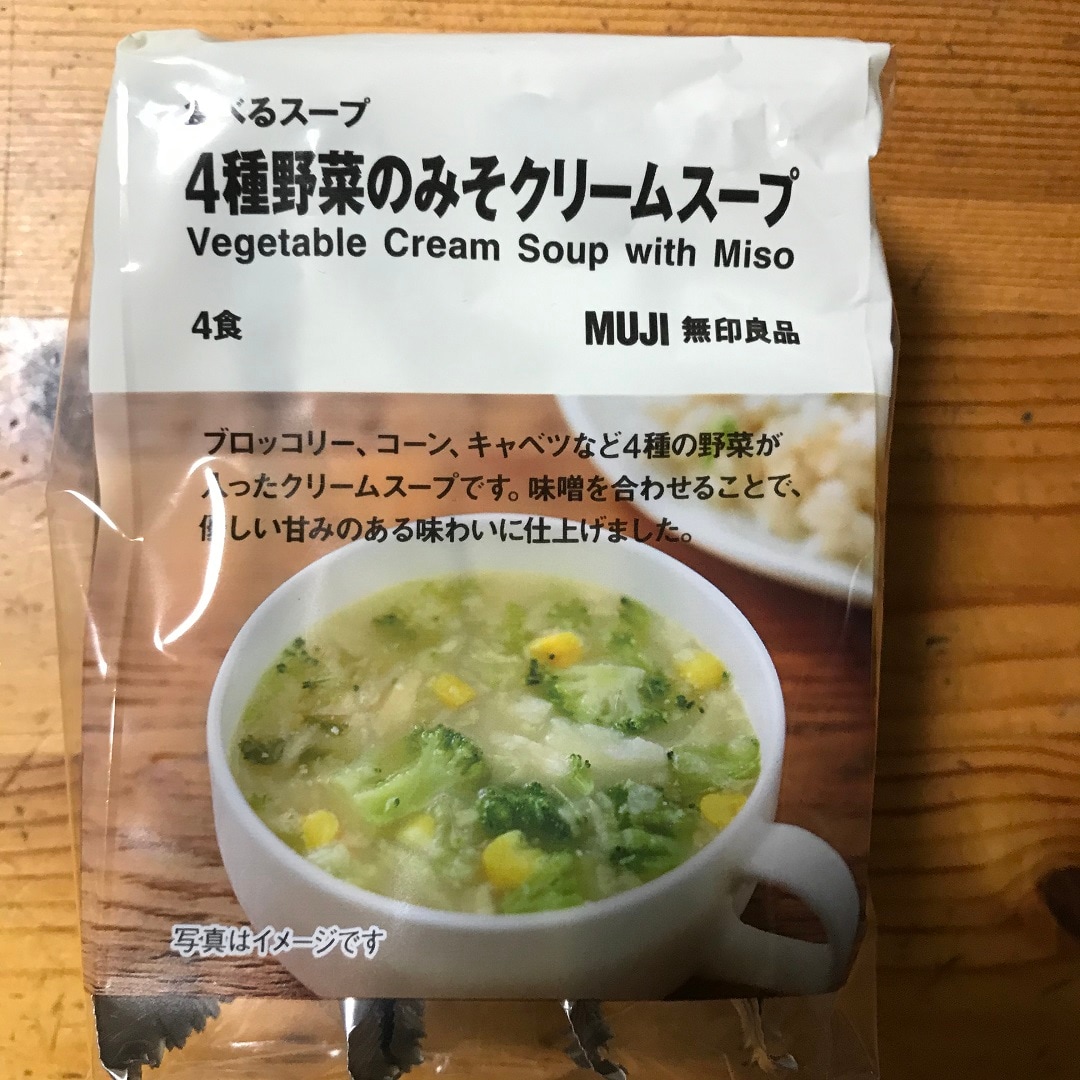 食べるスープ
4種野菜のみそクリームスープ
Vegetable Cream Soup with Miso
4食
MUJI 無印良品
ブロッコリー、コーン、キャベツなど4種の野菜が
入ったクリームスープです。味噌を合わせることで、
優しい甘みのある味わいに仕上げました。
写真はイメージです